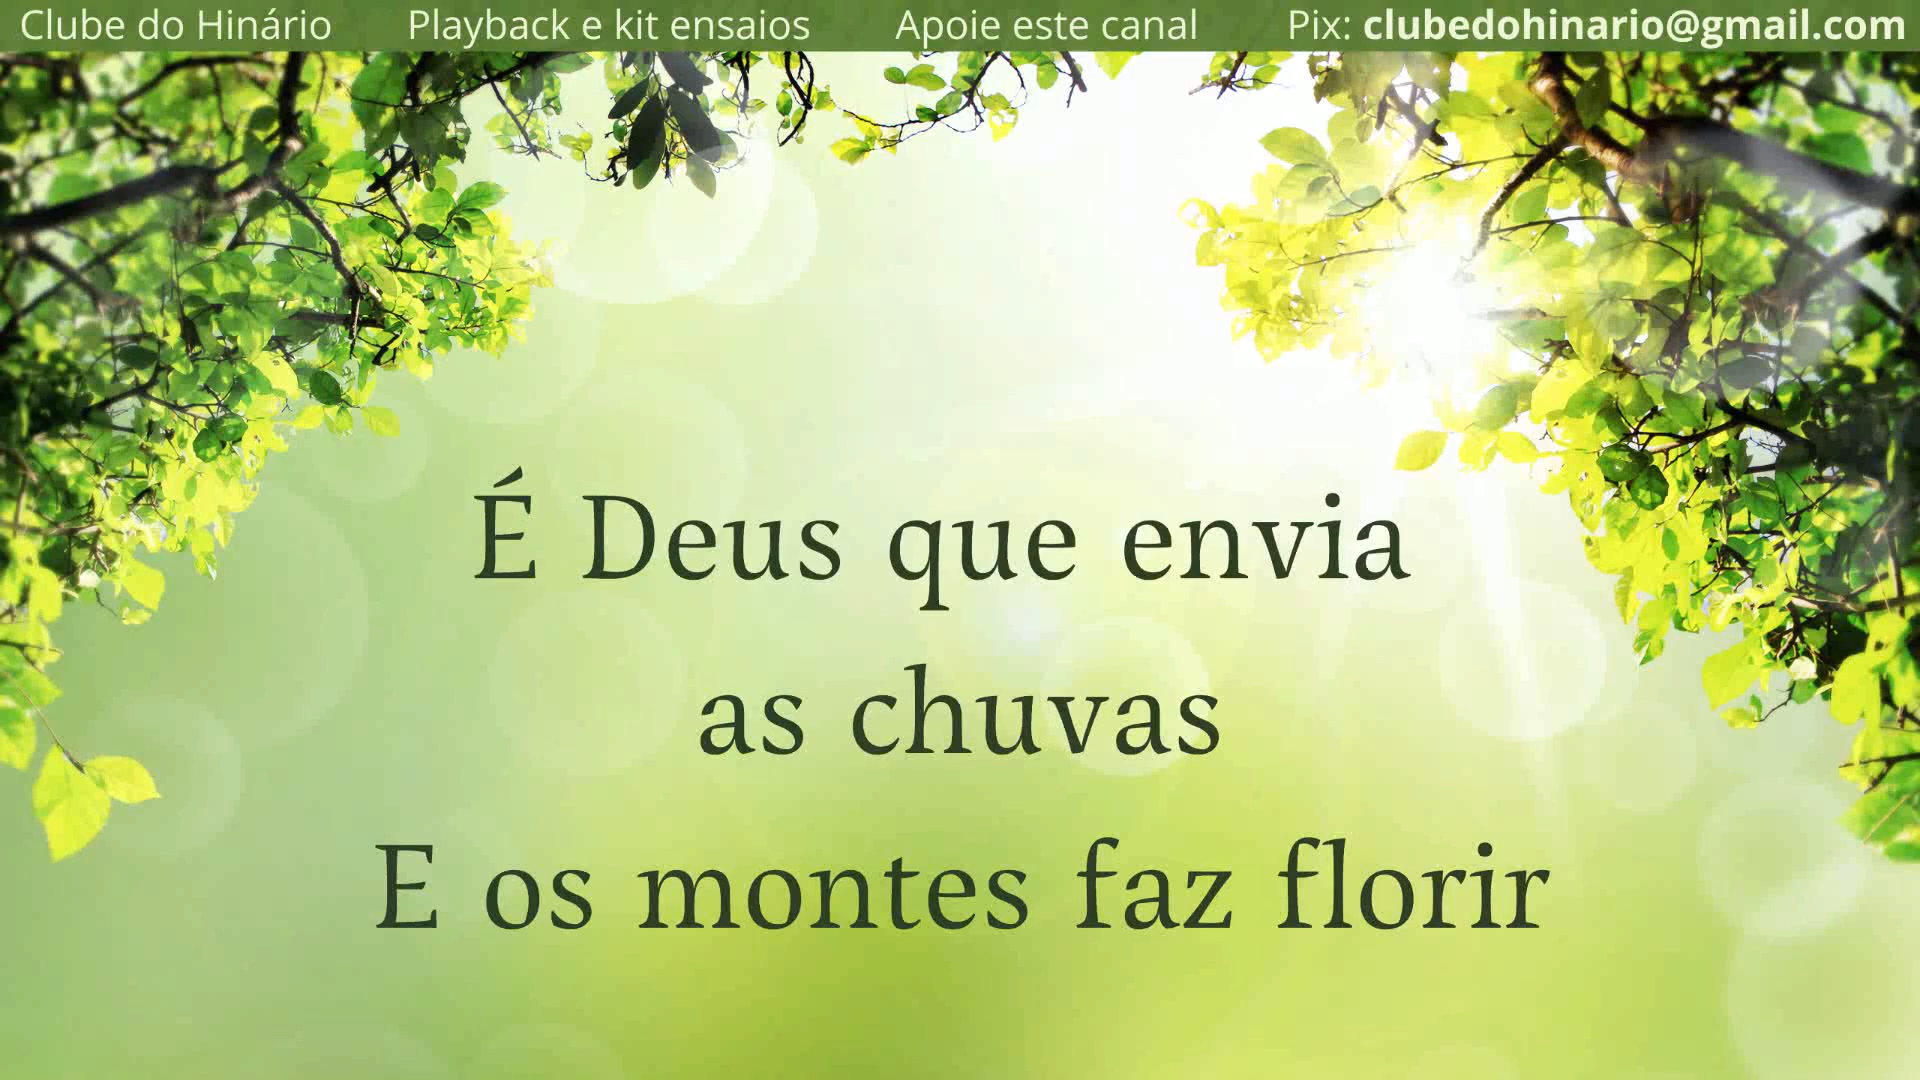 Clube do Hinário Playback e kit ensaios Apoie este canal Pix: clubedohinario@gmail.com
É Deus que envia
as chuvas
E os montes faz florir